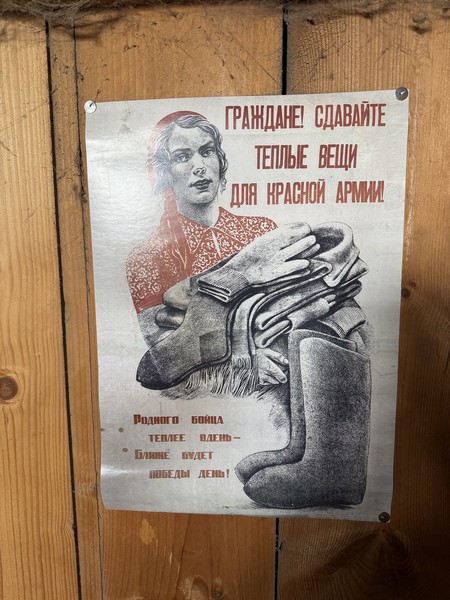 ГРАЖДАНЕ! СДАВАЙТЕ
ТЕПЛЫЕ ВЕЩИ
ДЛЯ КРАСНОЙ АРМИИ!
РОДНОГО БОЙЦА
ТЕПЛЕЕ ОДЕНЬ—
БЛИЖЕ БУДЕТ
ПОБЕДЫ ДЕНЬ!